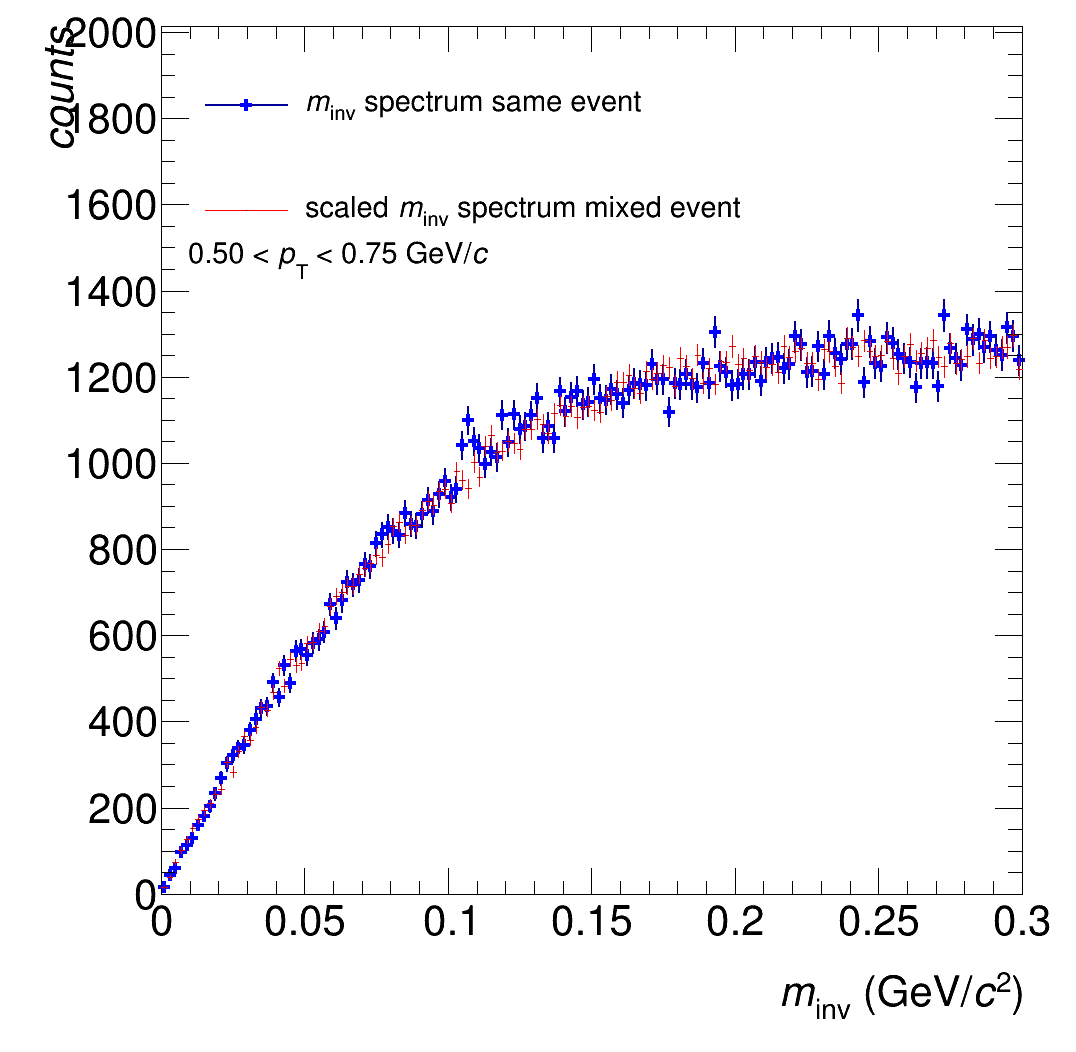 counts
2000
1800
1600
1400
1200
1000
800
600
400
200
0
m_inv spectrum same event
scaled m_inv spectrum mixed event
0.50 < p_T < 0.75 GeV/c
0 0.05 0.1 0.15 0.2 0.25 0.3
m_inv (GeV/c²)